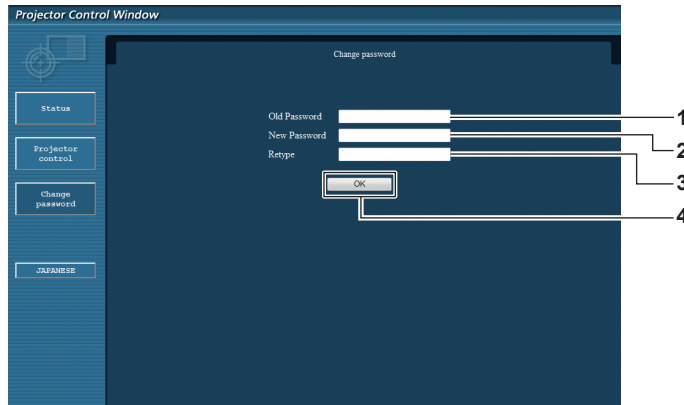 Projector Control Window
Change password
Status
Projector
control
Change
password
JAPANESE
Old Password
New Password
Retype
OK
1
2
3
4